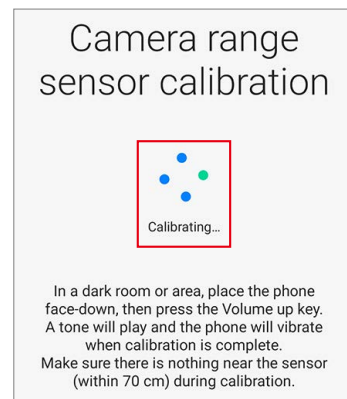 Camera range
sensor calibration
Calibrating...
In a dark room or area, place the phone
face-down, then press the Volume up key.
A tone will play and the phone will vibrate
when calibration is complete.
Make sure there is nothing near the sensor
(within 70 cm) during calibration.